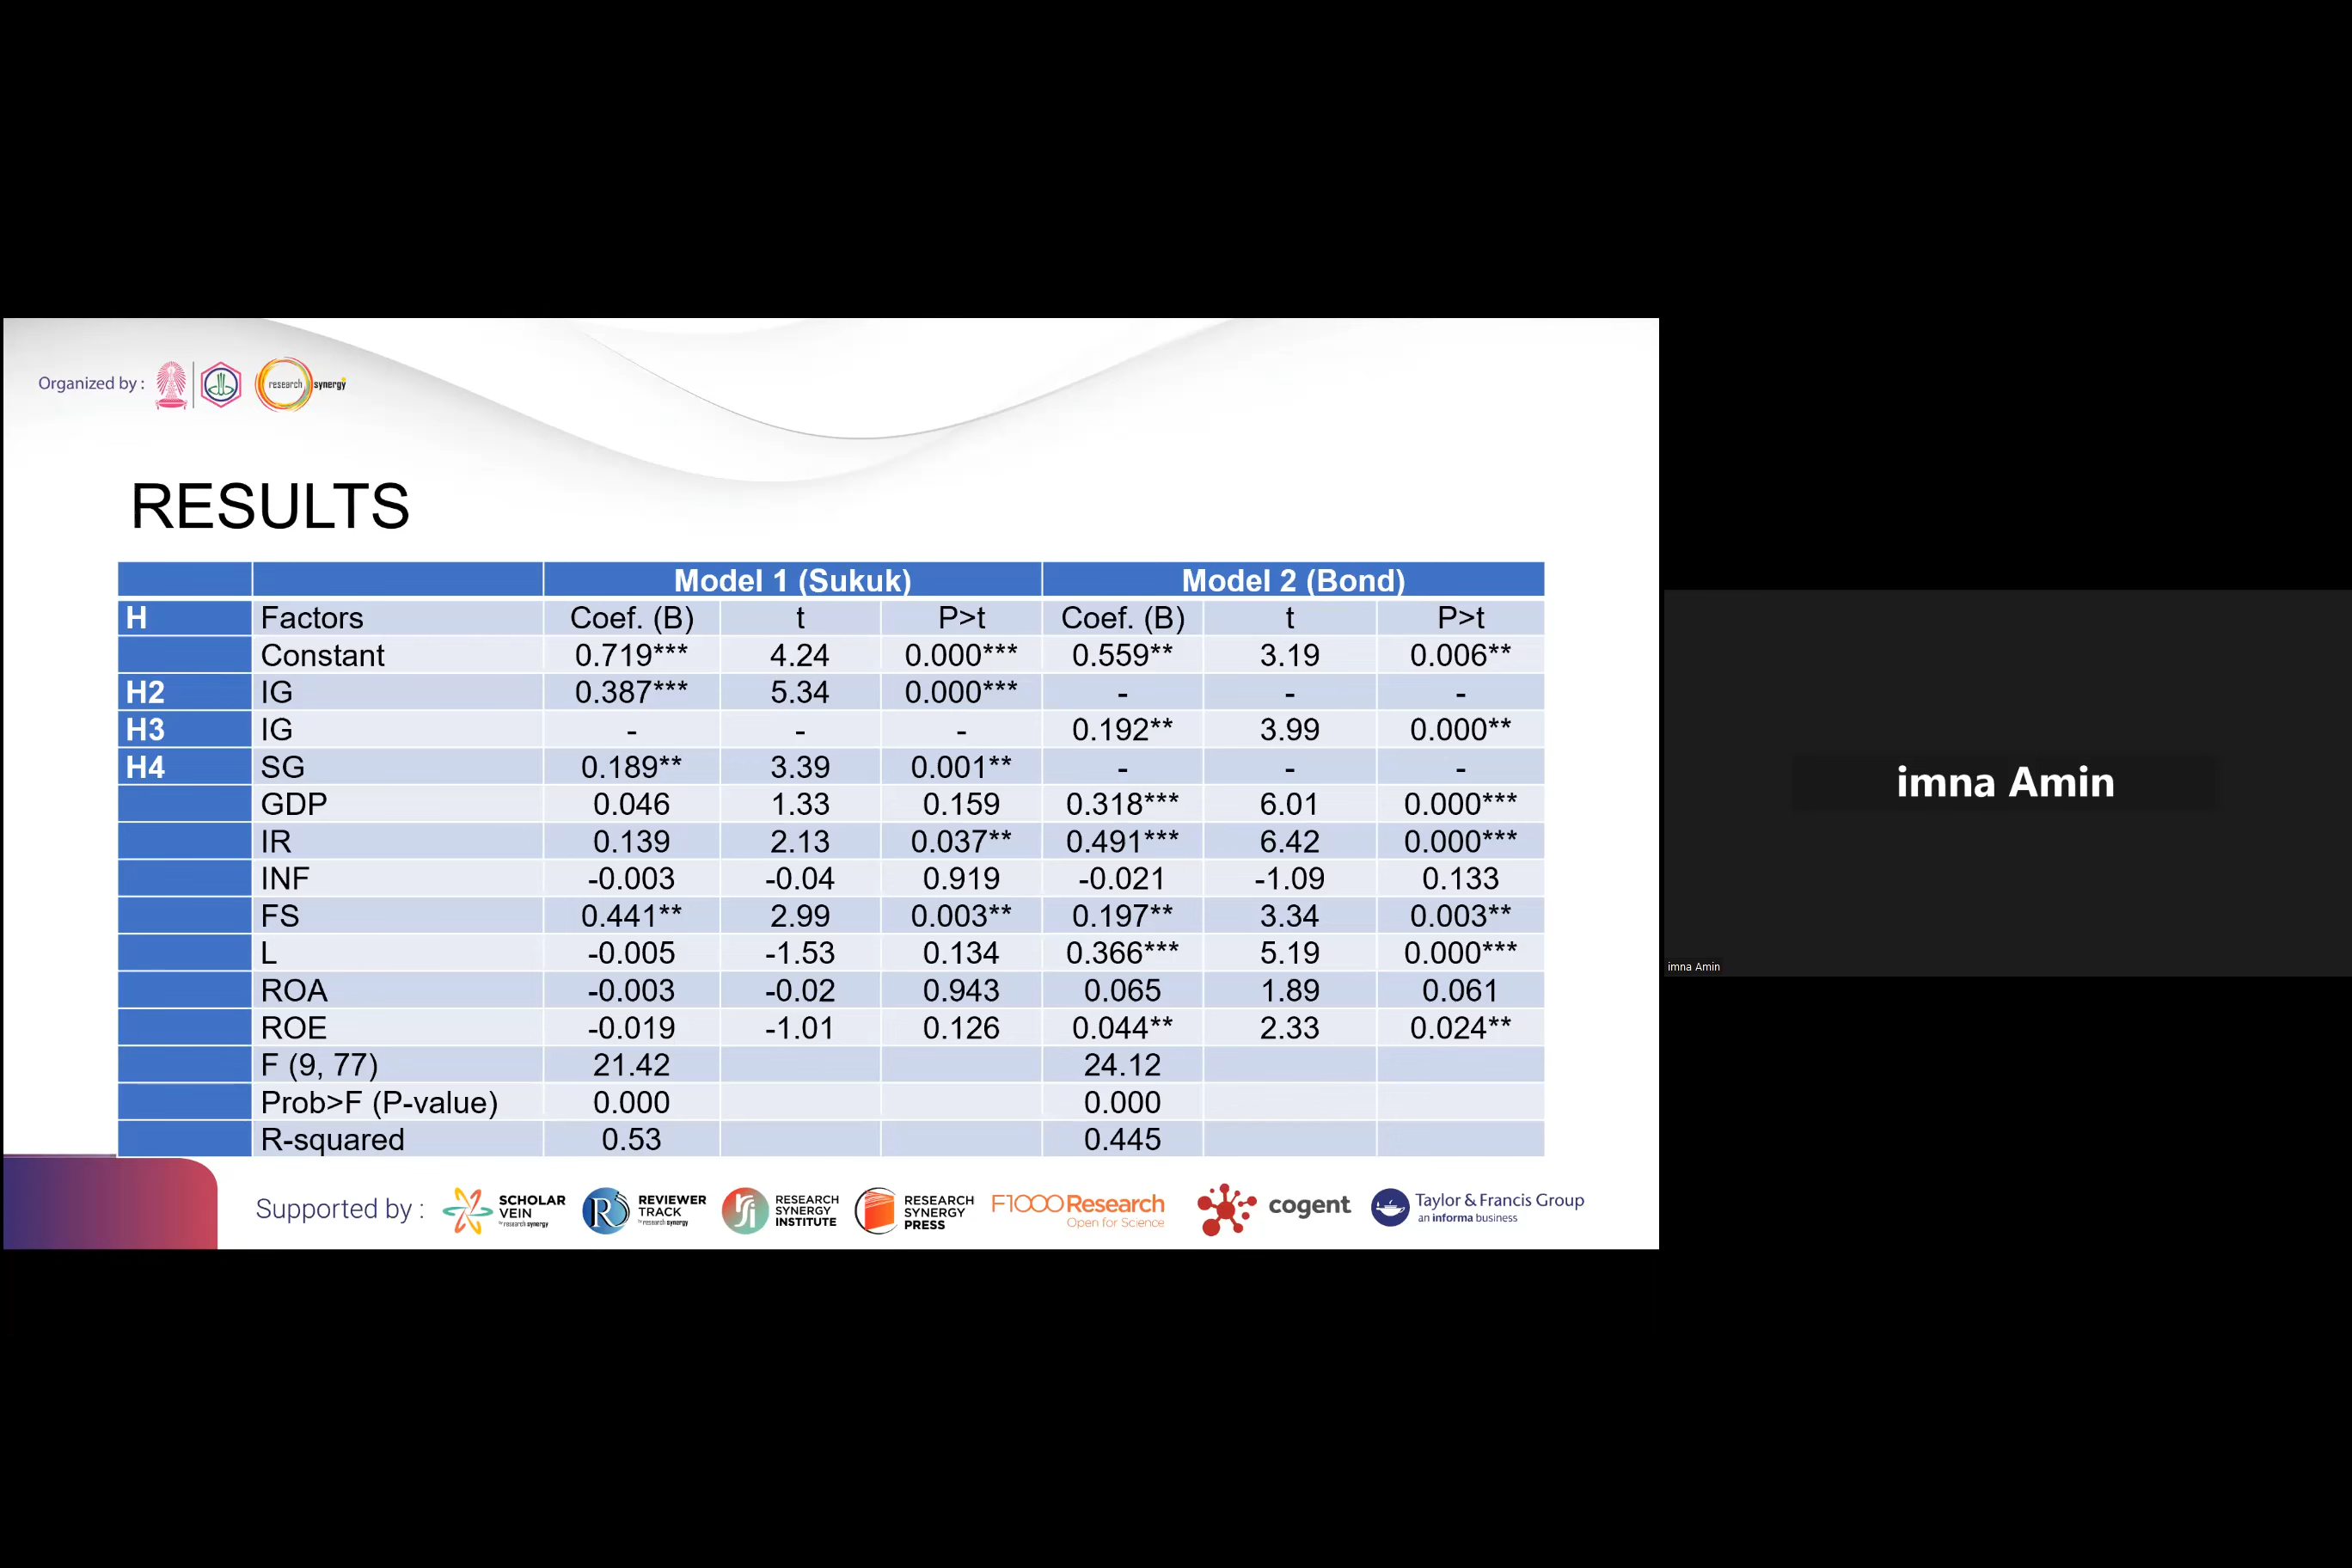 Organized by :
research synergy
RESULTS
Model 1 (Sukuk) Model 2 (Bond)
H Factors Coef. (B) t P>t Coef. (B) t P>t
Constant 0.719*** 4.24 0.000*** 0.559** 3.19 0.006**
H2 IG 0.387*** 5.34 0.000*** - - -
H3 IG - - - 0.192** 3.99 0.000**
H4 SG 0.189** 3.39 0.001** - - -
GDP 0.046 1.33 0.159 0.318*** 6.01 0.000***
IR 0.139 2.13 0.037** 0.491*** 6.42 0.000***
INF -0.003 -0.04 0.919 -0.021 -1.09 0.133
FS 0.441** 2.99 0.003** 0.197** 3.34 0.003**
L -0.005 -1.53 0.134 0.366*** 5.19 0.000***
ROA -0.003 -0.02 0.943 0.065 1.89 0.061
ROE -0.019 -1.01 0.126 0.044** 2.33 0.024**
F (9, 77) 21.42 24.12
Prob>F (P-value) 0.000 0.000
R-squared 0.53 0.445
Supported by :
SCHOLAR
VEIN
by research synergy
REVIEWER
TRACK
by research synergy
RESEARCH
SYNERGY
INSTITUTE
RESEARCH
SYNERGY
PRESS
F1000Research
Open for Science
cogent
Taylor & Francis Group
an informa business
imna Amin
imna Amin